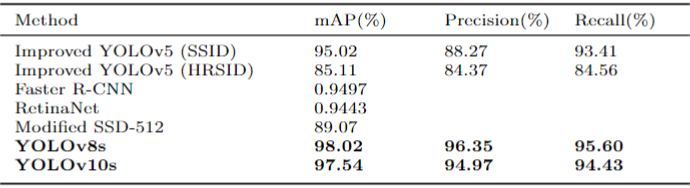 Method mAP(%) Precision(%) Recall(%)
Improved YOLOv5 (SSID) 95.02 88.27 93.41
Improved YOLOv5 (HRSID) 85.11 84.37 84.56
Faster R-CNN 0.9497
RetinaNet 0.9443
Modified SSD-512 89.07
YOLOv8s 98.02 96.35 95.60
YOLOv10s 97.54 94.97 94.43